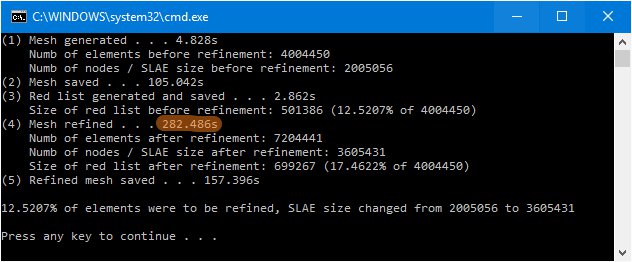 C:\WINDOWS\system32\cmd.exe
(1) Mesh generated . . . 4.828s
Numb of elements before refinement: 4004450
Numb of nodes / SLAE size before refinement: 2005056
(2) Mesh saved . . . 105.042s
(3) Red list generated and saved . . . 2.862s
Size of red list before refinement: 501386 (12.5207% of 4004450)
(4) Mesh refined . . . 282.486s
Numb of elements after refinement: 7204441
Numb of nodes / SLAE size after refinement: 3605431
Size of red list after refinement: 699267 (17.4622% of 4004450)
(5) Refined mesh saved . . . 157.396s
12.5207% of elements were to be refined, SLAE size changed from 2005056 to 3605431
Press any key to continue . . .